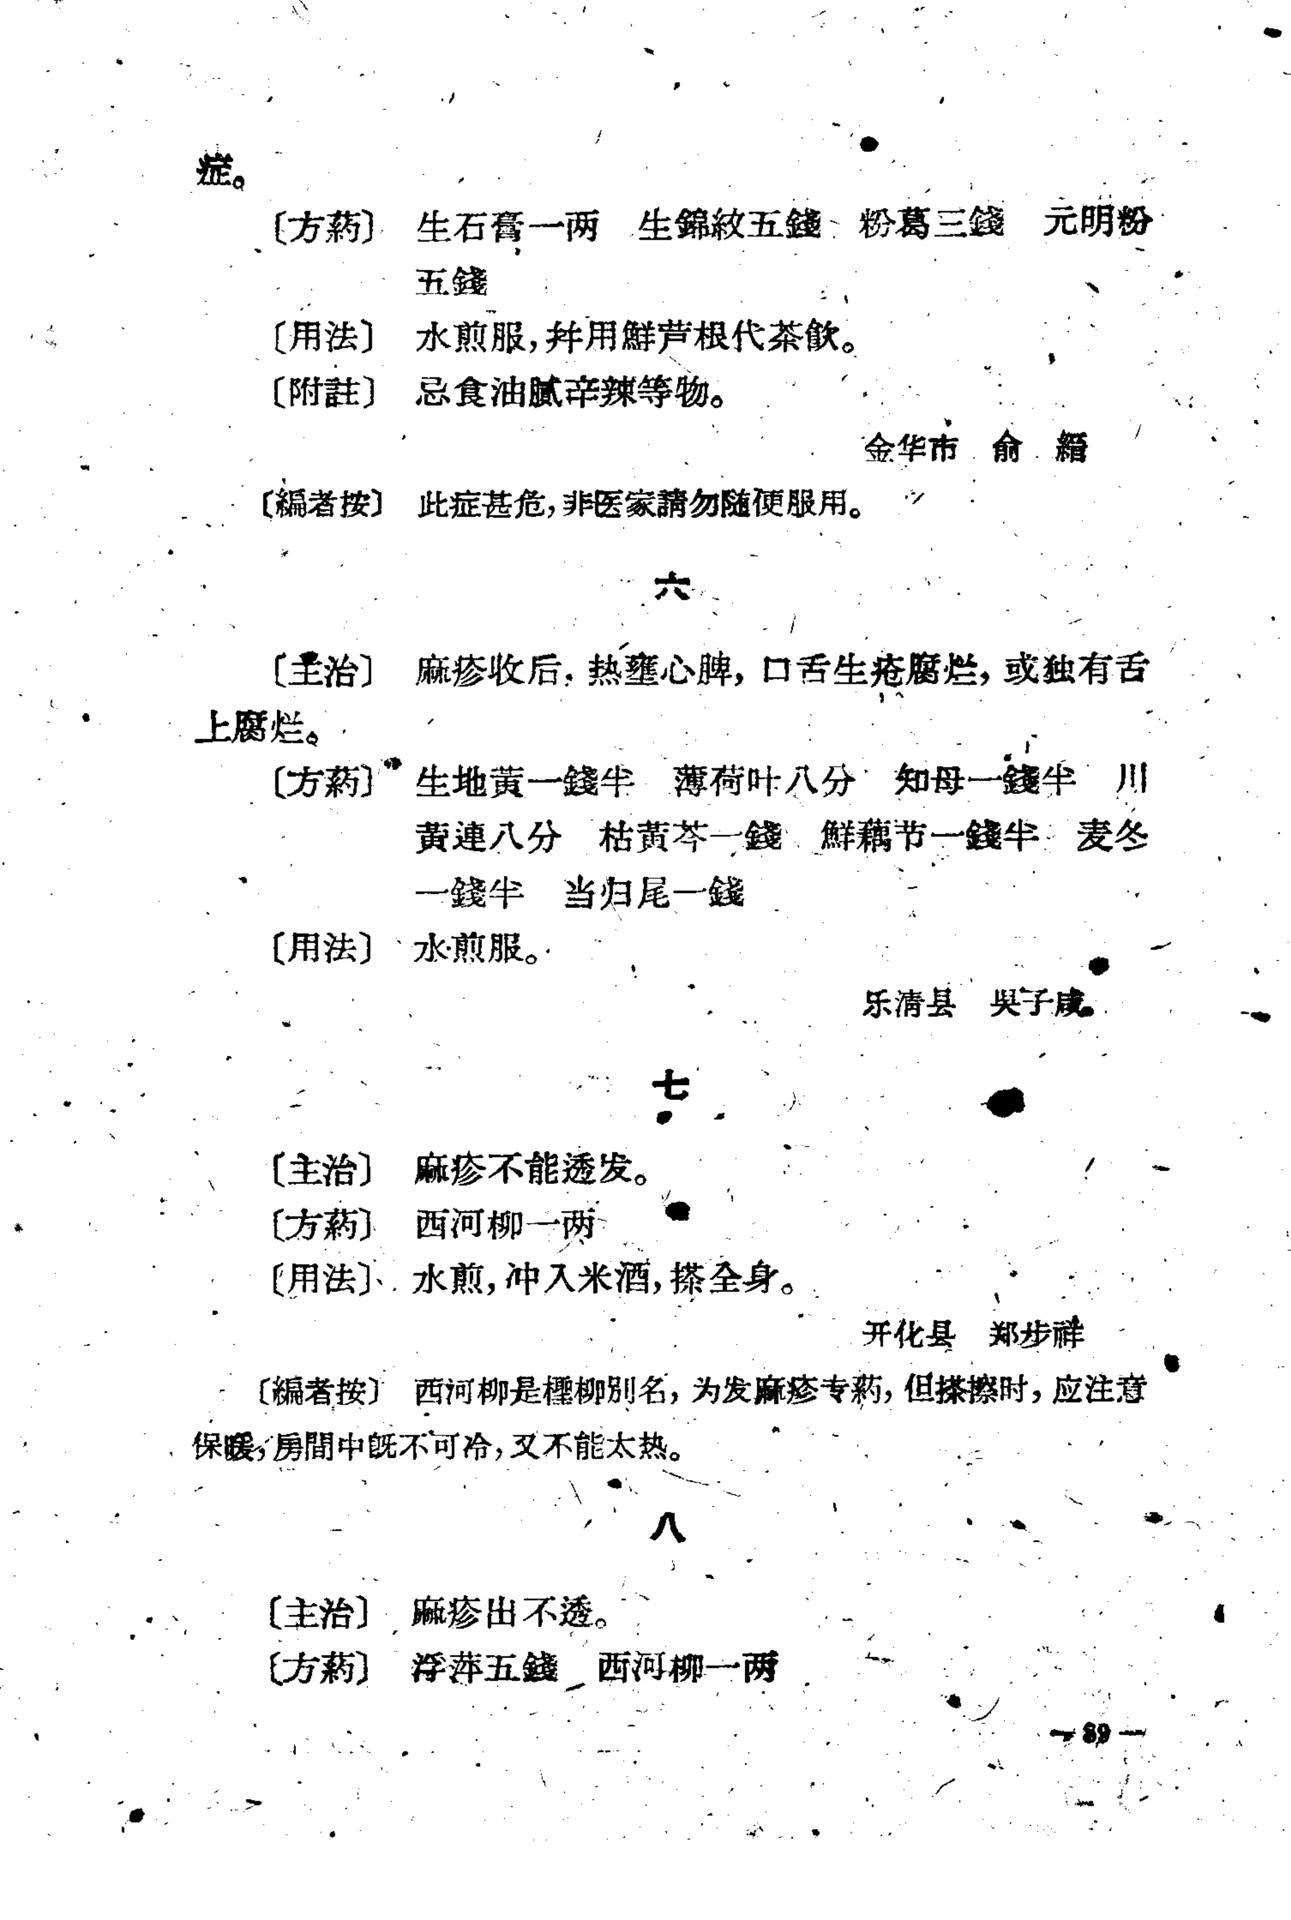 症。
〔方葯〕 生石膏一两 生錦紋五錢 粉葛三錢 元明粉
五錢
〔用法〕 水煎服，幷用鮮芦根代茶飮。
〔附註〕 忌食油膩辛辣等物。
金华市 俞 縉
〔編者按〕 此症甚危，非医家請勿随便服用。
六
〔主治〕 麻疹收后，热壅心脾，口舌生疮腐烂，或独有舌
上腐烂。
〔方葯〕 生地黃一錢半 薄荷叶八分 知母一錢半 川
黃連八分 枯黃芩一錢 鮮藕节一錢半 麦冬
一錢半 当归尾一錢
〔用法〕 水煎服。
乐清县 吳子咸
七
〔主治〕 麻疹不能透发。
〔方葯〕 西河柳一两
〔用法〕 水煎，冲入米酒，搽全身。
开化县 郑步祥
〔編者按〕 西河柳是檉柳別名，为发麻疹专葯，但搽擦时，应注意
保暖，房間中旣不可冷，又不能太热。
八
〔主治〕 麻疹出不透。
〔方葯〕 浮萍五錢 西河柳一两
— 89 —